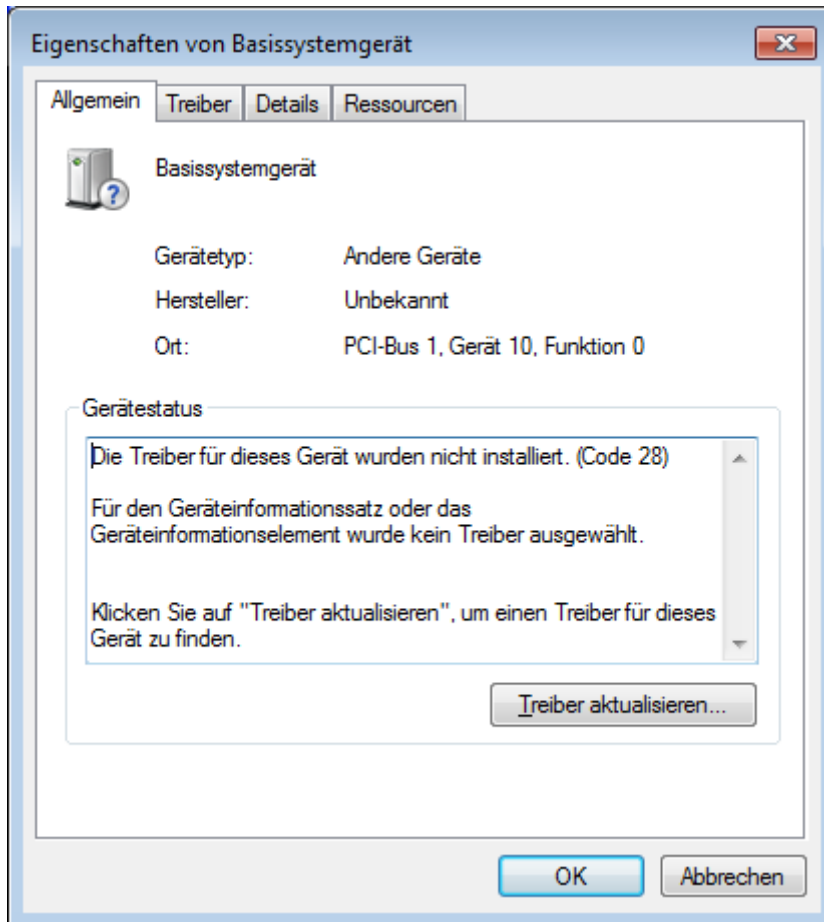 Eigenschaften von Basissystemgerät
Allgemein Treiber Details Ressourcen
Basissystemgerät
Gerätetyp: Andere Geräte
Hersteller: Unbekannt
Ort: PCI-Bus 1, Gerät 10, Funktion 0
Gerätestatus
Die Treiber für dieses Gerät wurden nicht installiert. (Code 28)
Für den Geräteinformationssatz oder das
Geräteinformationselement wurde kein Treiber ausgewählt.
Klicken Sie auf "Treiber aktualisieren", um einen Treiber für dieses
Gerät zu finden.
Treiber aktualisieren...
OK Abbrechen